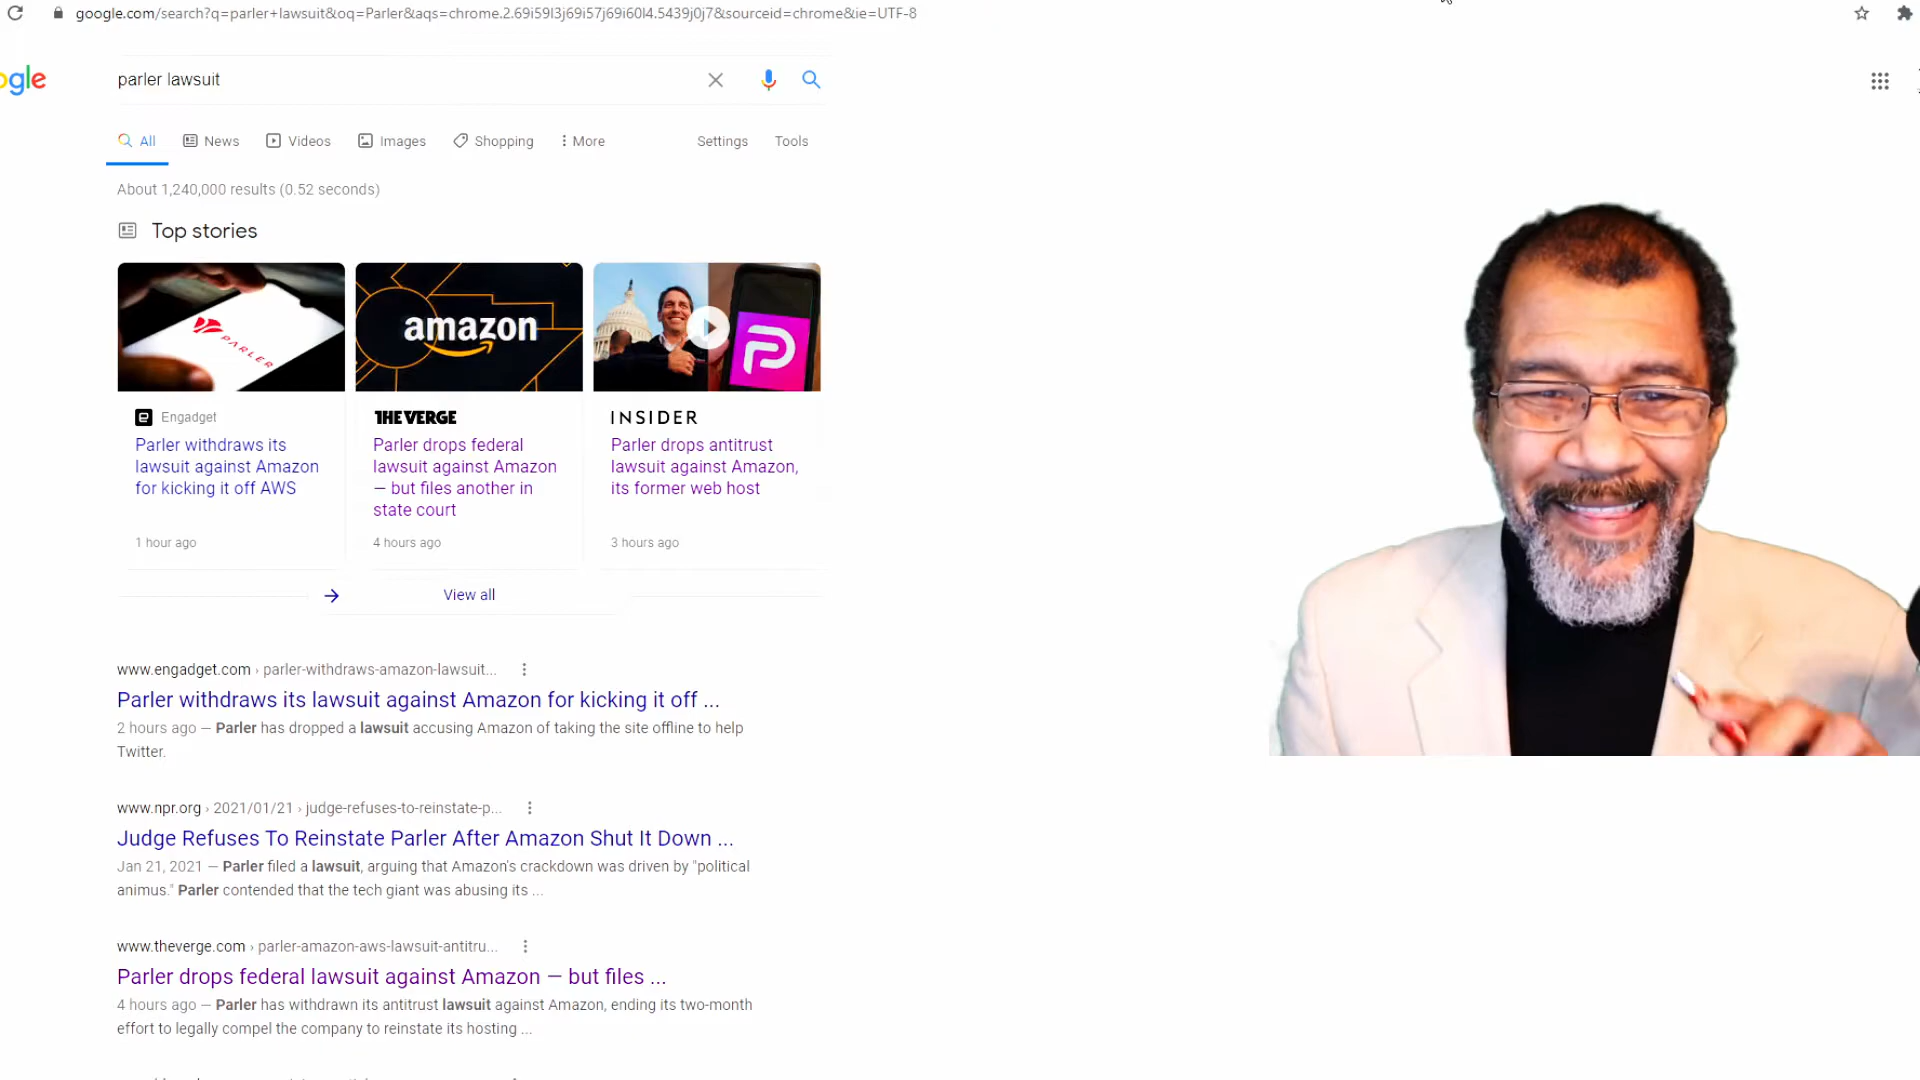 google.com/search?q=parler+lawsuit&oq=Parler&aqs=chrome.2.69i59l3j69i57j69i60l4.5439j0j7&sourceid=chrome&ie=UTF-8
ogle
parler lawsuit
All News Videos Images Shopping More Settings Tools
About 1,240,000 results (0.52 seconds)
Top stories
PARLER
amazon
Engadget
Parler withdraws its
lawsuit against Amazon
for kicking it off AWS
1 hour ago
THE VERGE
Parler drops federal
lawsuit against Amazon
— but files another in
state court
4 hours ago
INSIDER
Parler drops antitrust
lawsuit against Amazon,
its former web host
3 hours ago
View all
www.engadget.com › parler-withdraws-amazon-lawsuit...
Parler withdraws its lawsuit against Amazon for kicking it off ...
2 hours ago — Parler has dropped a lawsuit accusing Amazon of taking the site offline to help
Twitter.
www.npr.org › 2021/01/21 › judge-refuses-to-reinstate-p...
Judge Refuses To Reinstate Parler After Amazon Shut It Down ...
Jan 21, 2021 — Parler filed a lawsuit, arguing that Amazon's crackdown was driven by "political
animus." Parler contended that the tech giant was abusing its ...
www.theverge.com › parler-amazon-aws-lawsuit-antitru...
Parler drops federal lawsuit against Amazon — but files ...
4 hours ago — Parler has withdrawn its antitrust lawsuit against Amazon, ending its two-month
effort to legally compel the company to reinstate its hosting ...